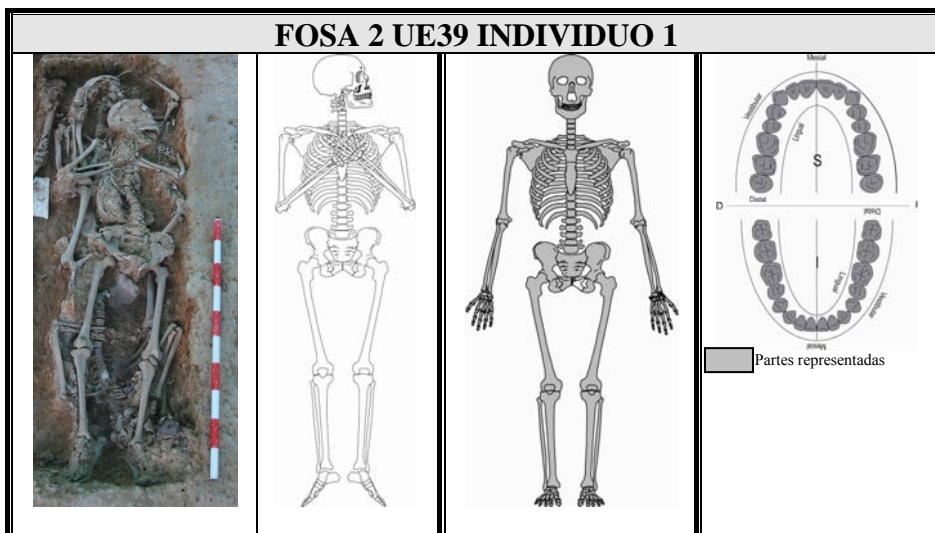 FOSA 2 UE39 INDIVIDUO 1
Mesial
Vestibular
Lingual
S
Distal
D
Distal
I
Lingual
Vestibular
Mesial
Partes representadas